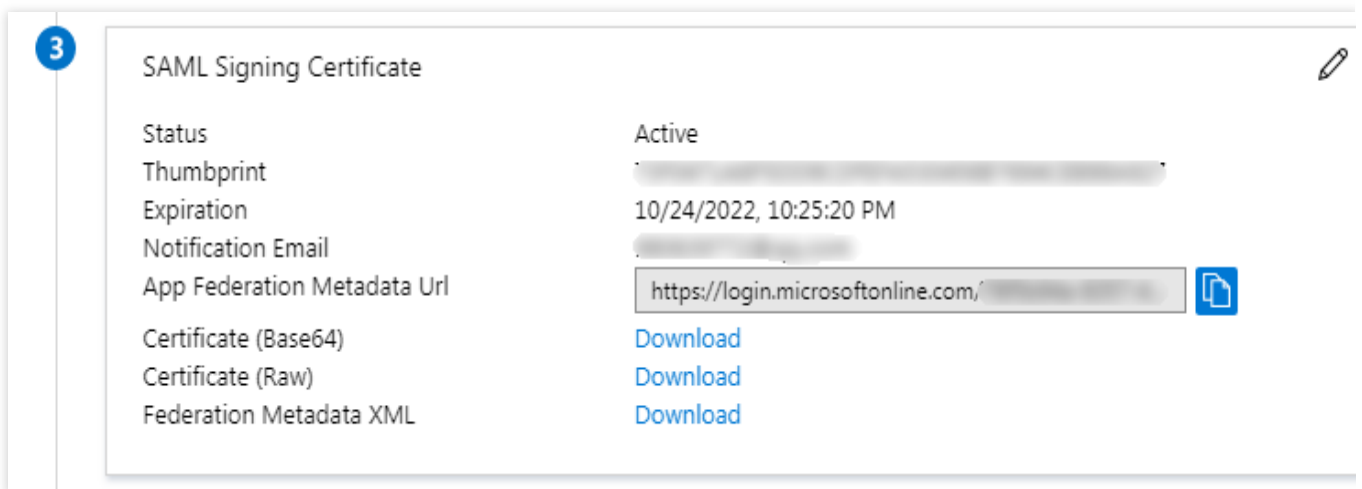 3
SAML Signing Certificate
Status Active
Thumbprint
Expiration 10/24/2022, 10:25:20 PM
Notification Email
App Federation Metadata Url https://login.microsoftonline.com/
Certificate (Base64) Download
Certificate (Raw) Download
Federation Metadata XML Download